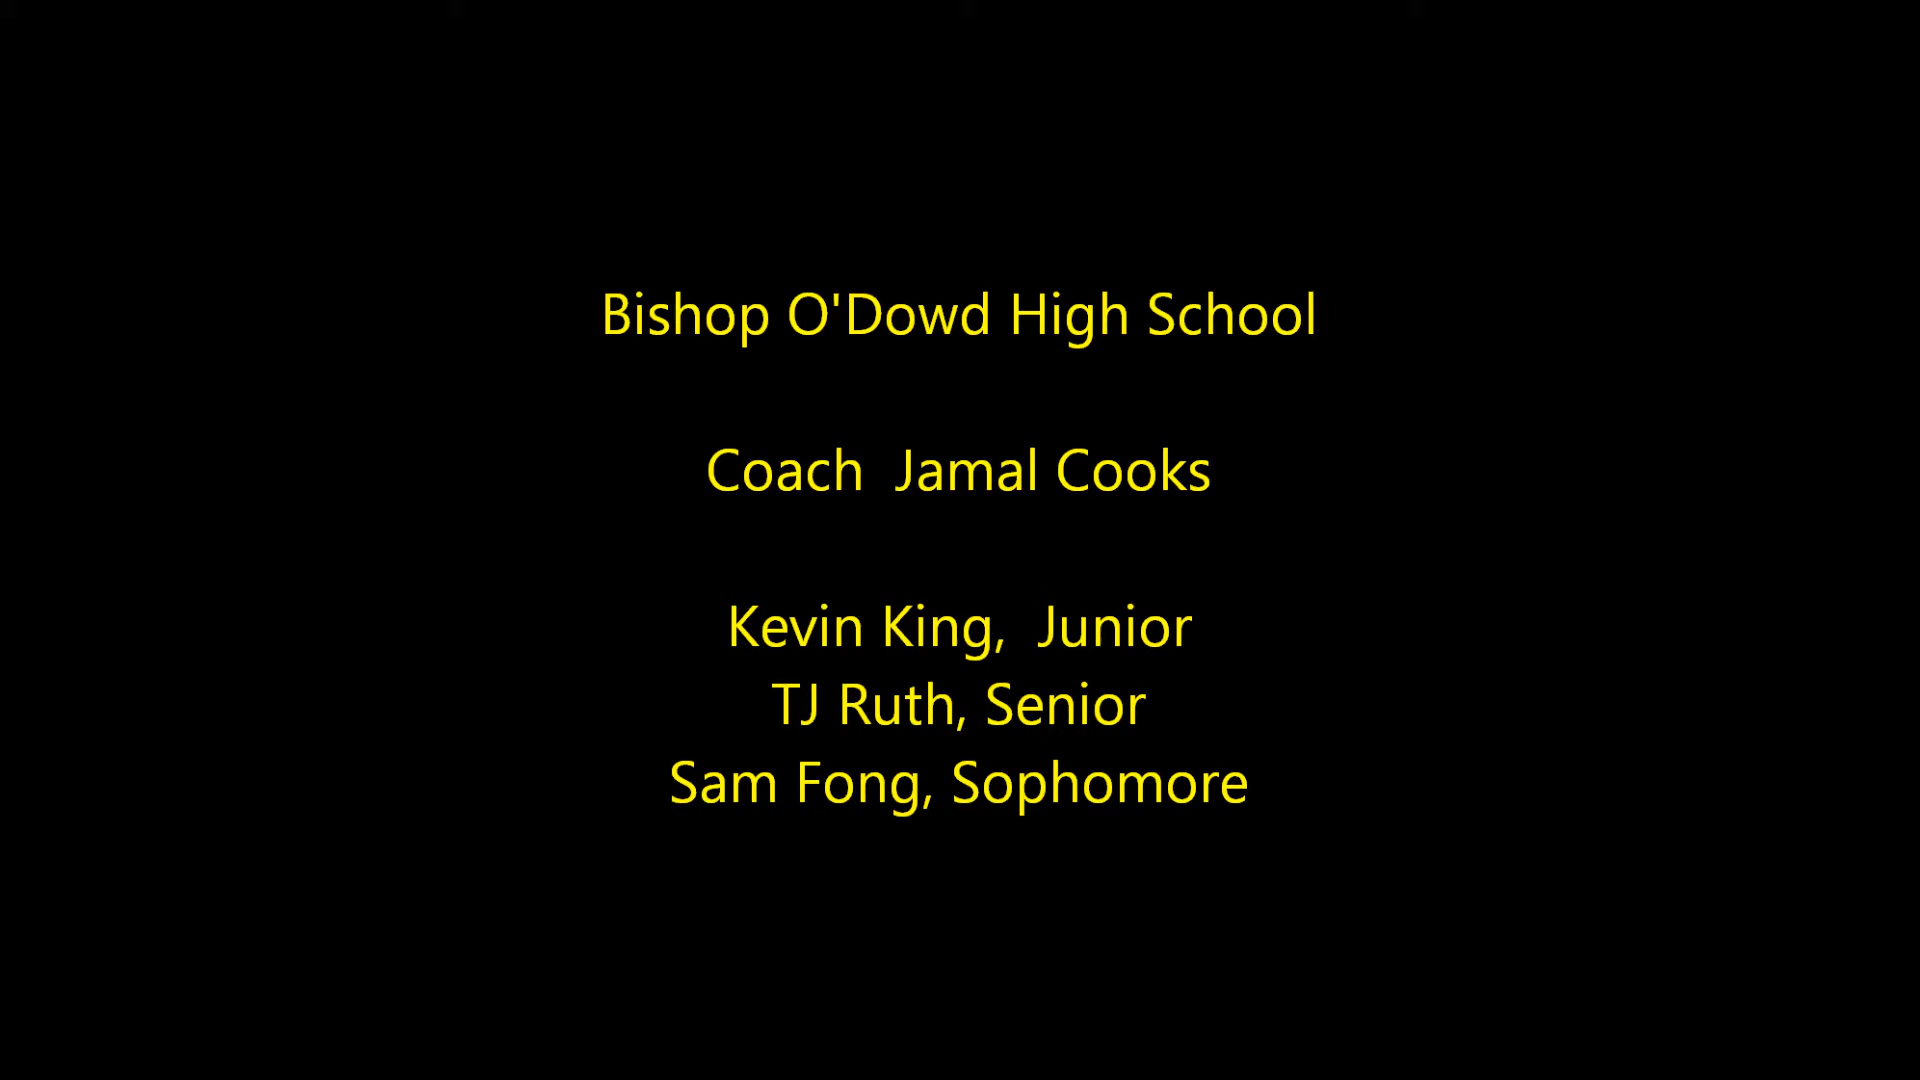 Bishop O'Dowd High School
Coach  Jamal Cooks
Kevin King,  Junior
TJ Ruth, Senior
Sam Fong, Sophomore